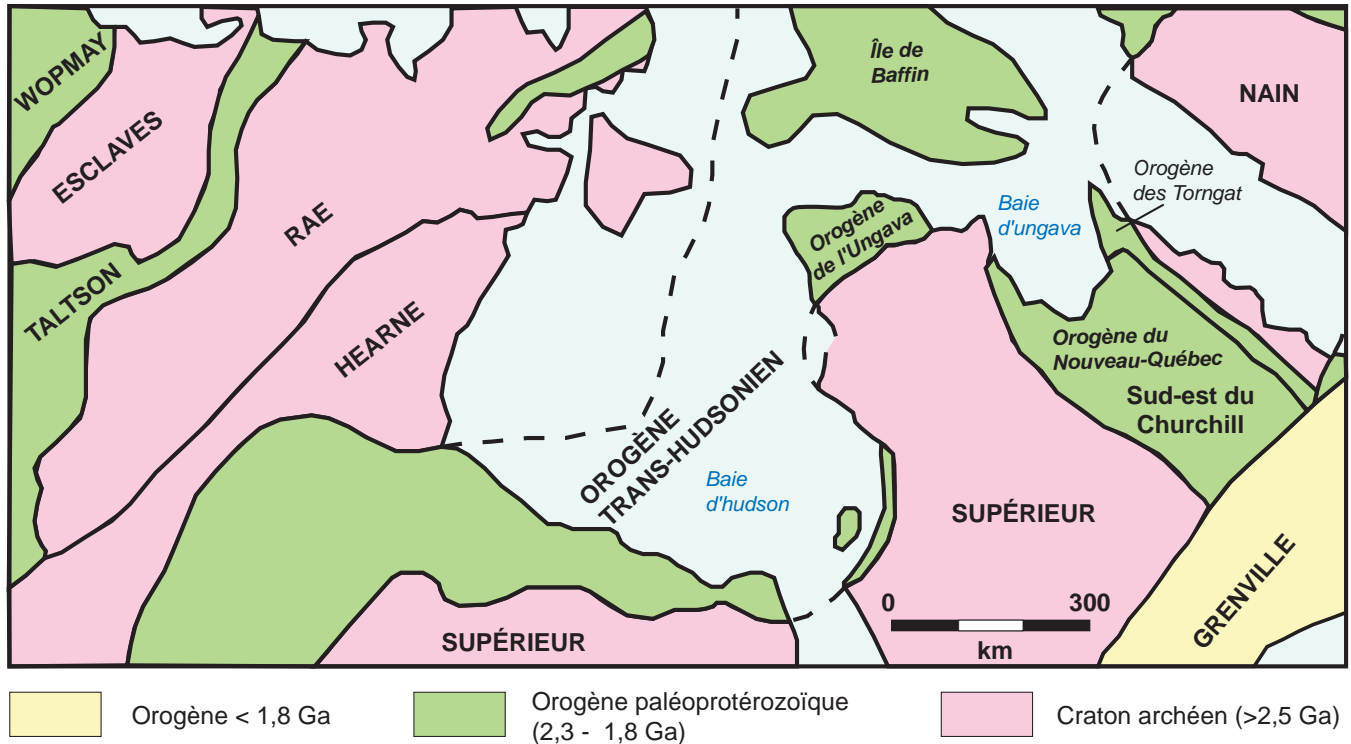 WOPMAY
ESCLAVES
TALTSON
RAE
HEARNE
Île de
Baffin
NAIN
Orogène
des Torngat
Baie
d'ungava
Orogène
de l'Ungava
Orogène du
Nouveau-Québec
Sud-est du
Churchill
OROGÈNE
TRANS-HUDSONIEN
Baie
d'hudson
SUPÉRIEUR
SUPÉRIEUR
GRENVILLE
0 300
km
Orogène < 1,8 Ga
Orogène paléoprotérozoïque
(2,3 - 1,8 Ga)
Craton archéen (>2,5 Ga)